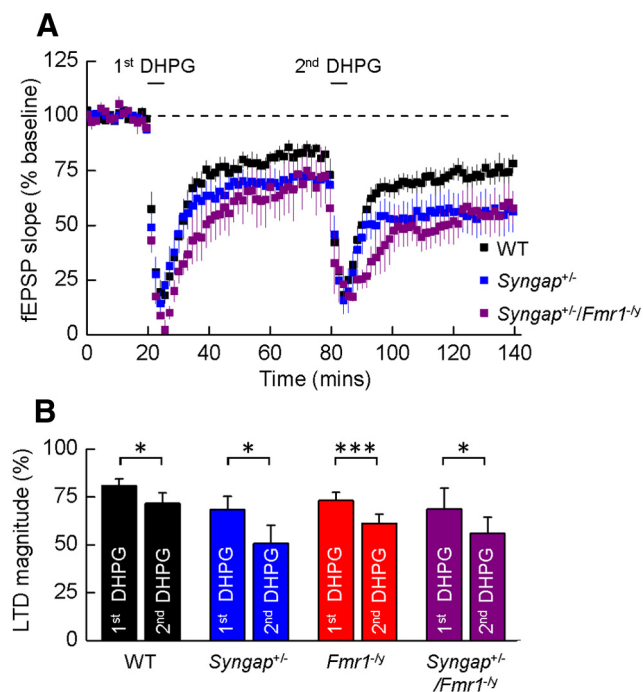 A
1st DHPG 2nd DHPG
125
100
75
50
25
0
fEPSP slope (% baseline)
WT
Syngap+/-
Syngap+/-/Fmr1-/y
0 20 40 60 80 100 120 140
Time (mins)
B
100
75
50
25
0
LTD magnitude (%)
* * *** *
1st DHPG 2nd DHPG 1st DHPG 2nd DHPG 1st DHPG 2nd DHPG 1st DHPG 2nd DHPG
WT Syngap+/- Fmr1-/y Syngap+/-
/Fmr1-/y